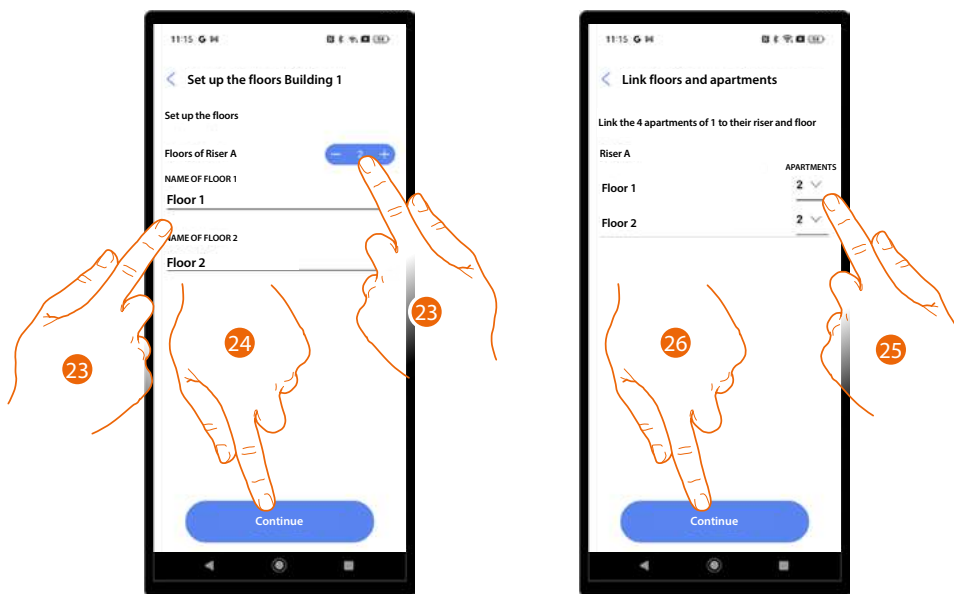 11:15 G M
Set up the floors Building 1
Set up the floors
Floors of Riser A
− 2 +
NAME OF FLOOR 1
Floor 1
NAME OF FLOOR 2
Floor 2
23
23
24
Continue
11:15 G M
Link floors and apartments
Link the 4 apartments of 1 to their riser and floor
Riser A
APARTMENTS
Floor 1
2
Floor 2
2
25
26
Continue